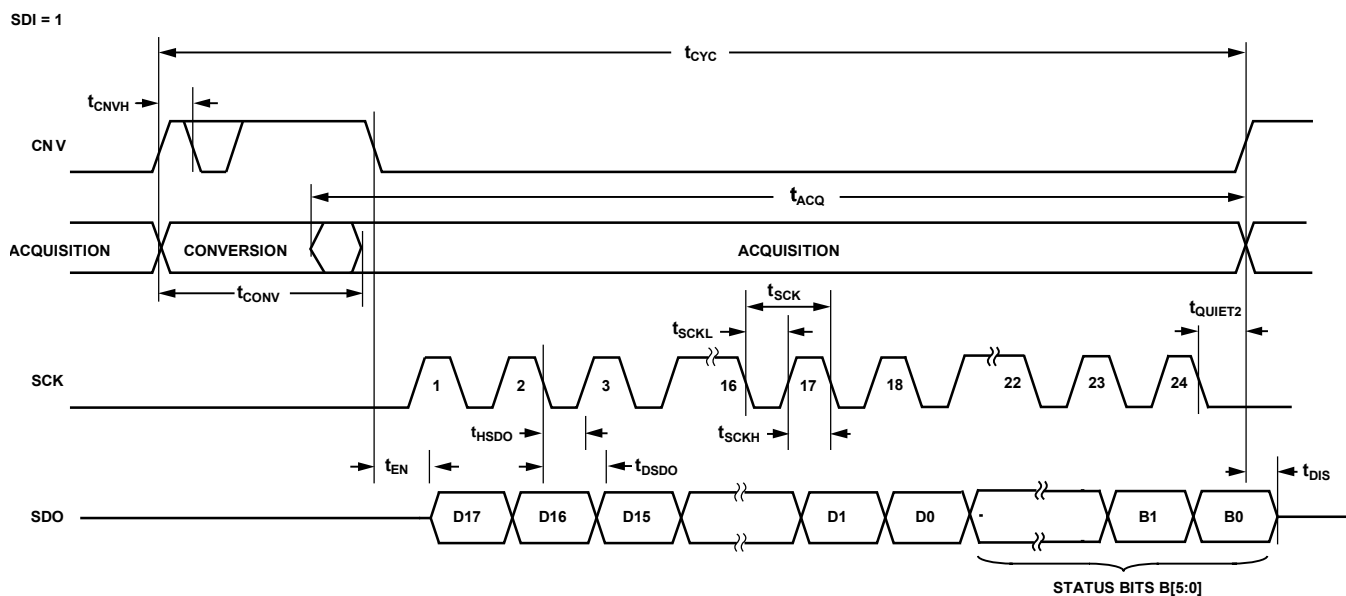 SDI = 1
tCYC
tCNVH
CNV
tACQ
ACQUISITION CONVERSION ACQUISITION
tCONV
tSCK
tQUIET2
tSCKL
SCK
1 2 3 16 17 18 22 23 24
tHSDO
tSCKH
tEN
tDSDO
tDIS
SDO D17 D16 D15 D1 D0 B1 B0
STATUS BITS B[5:0]